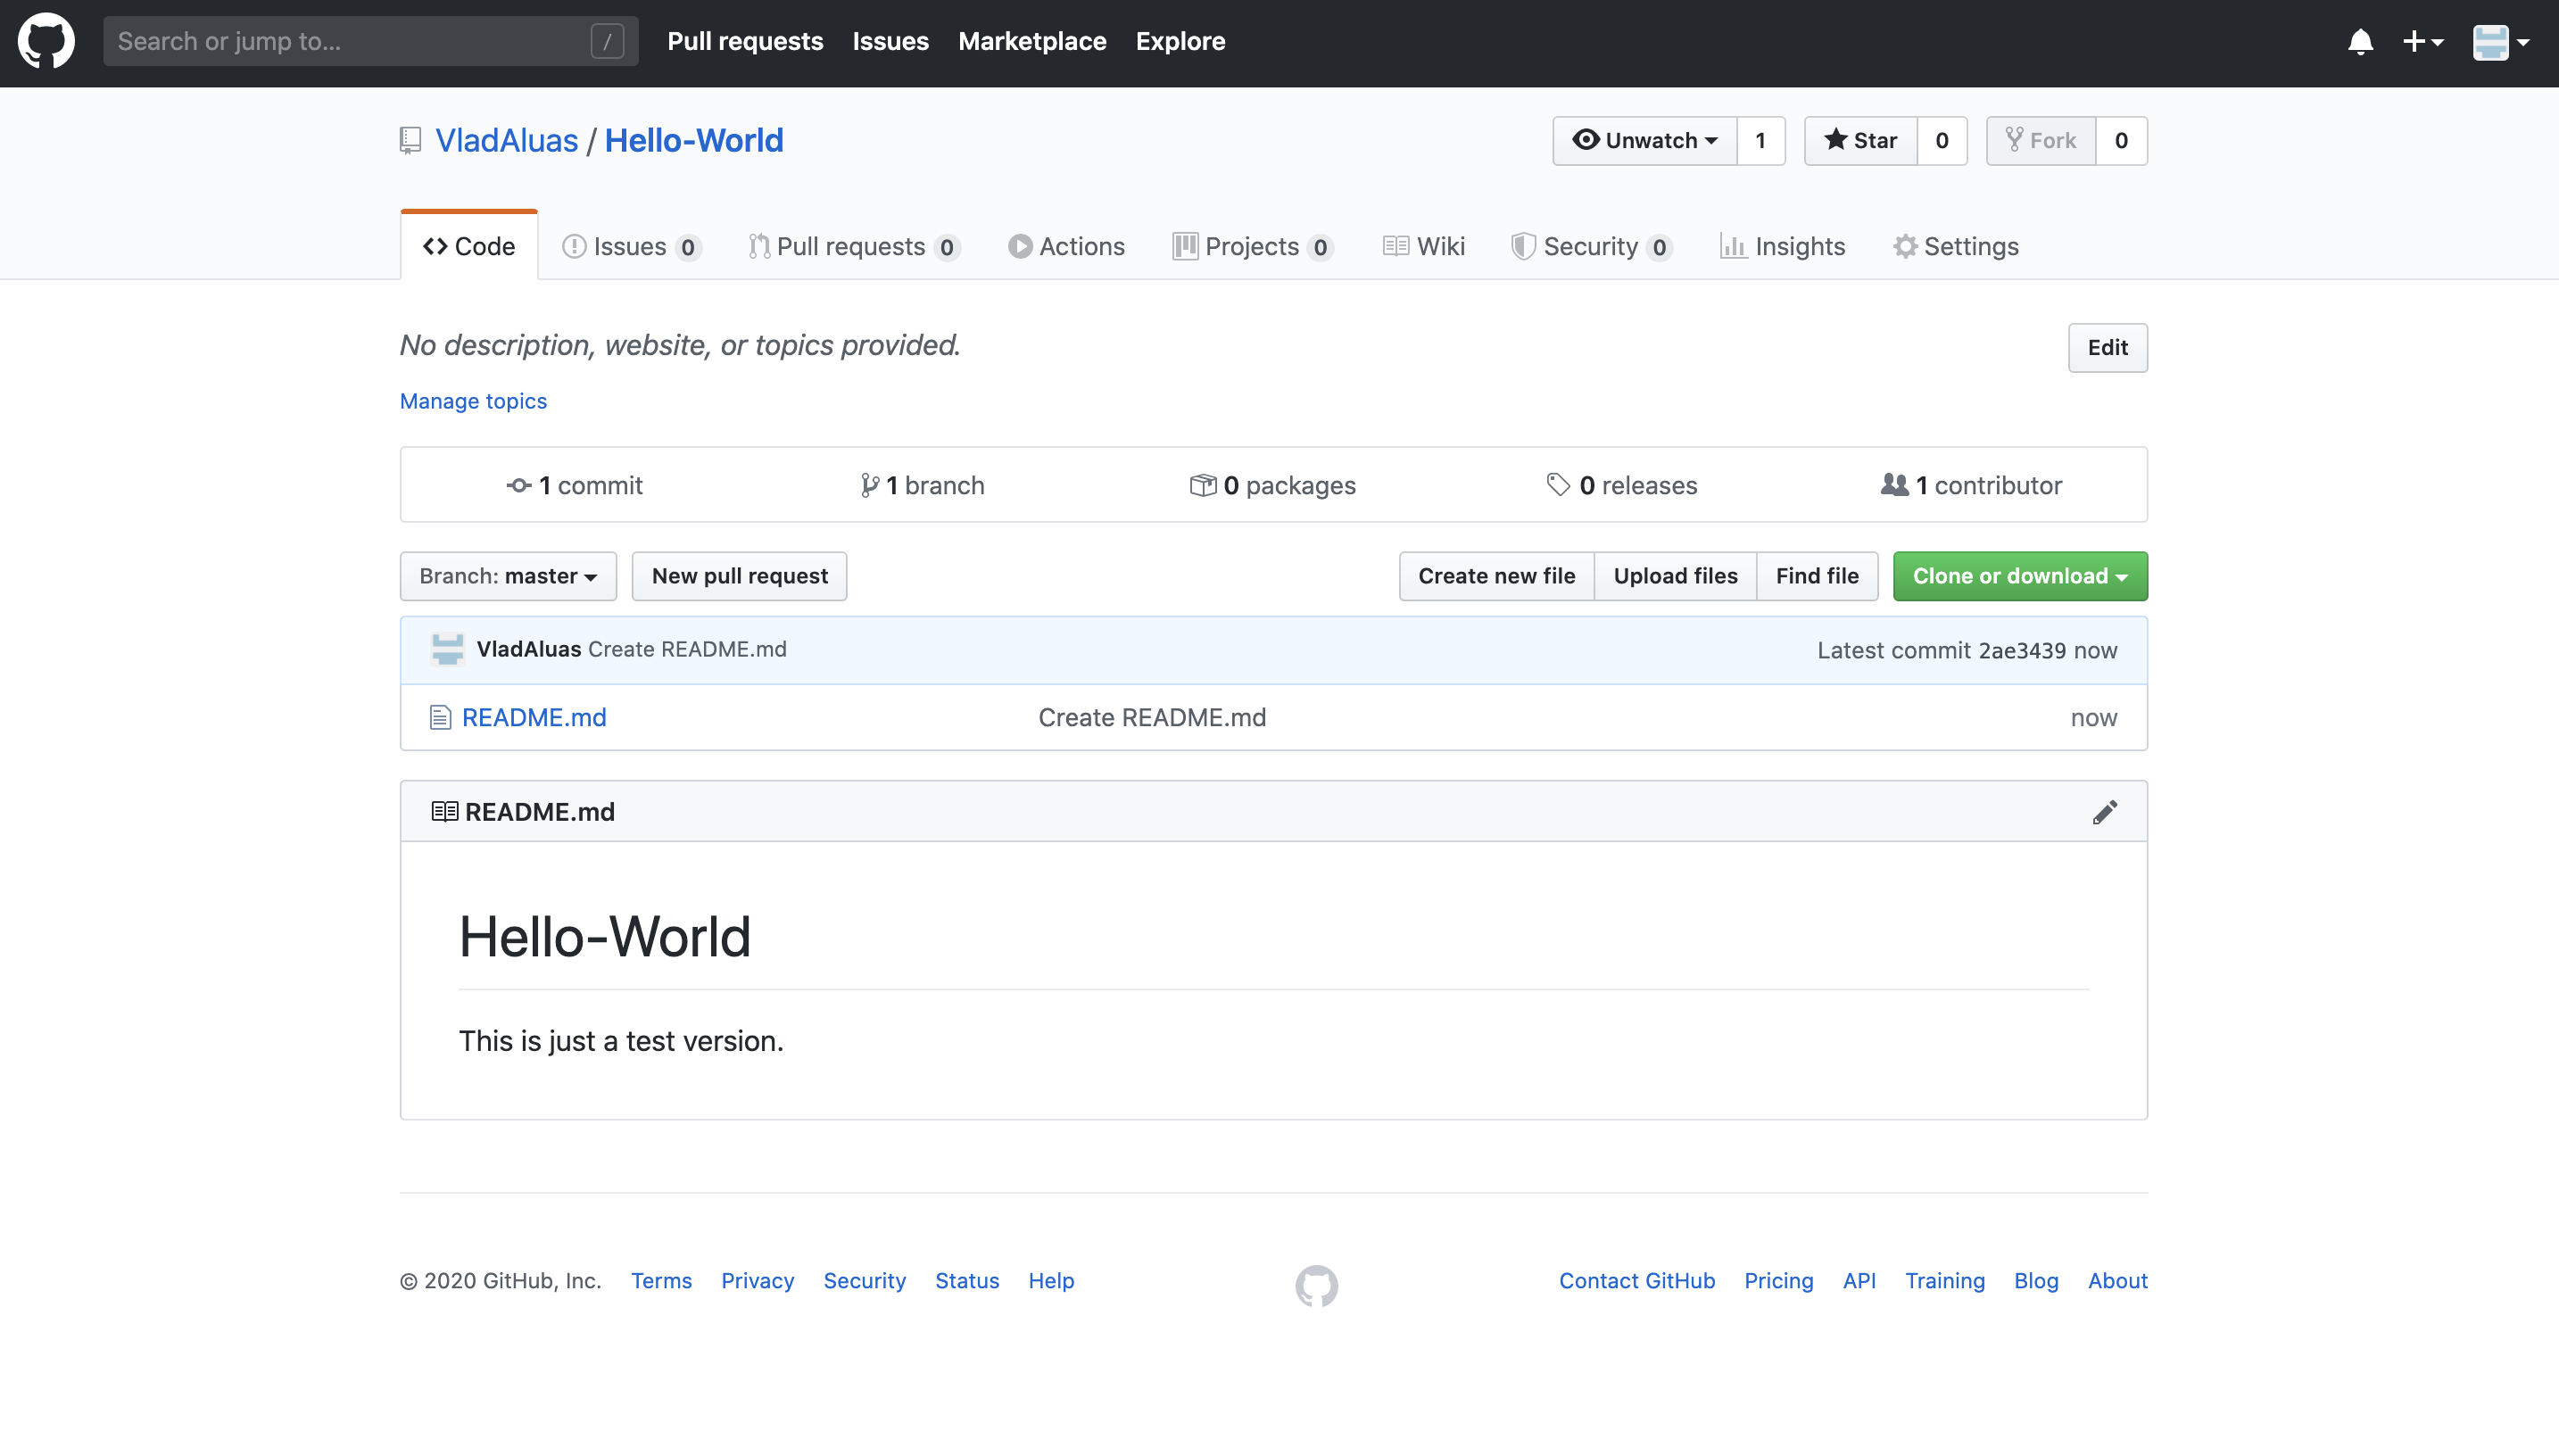 Search or jump to... /
Pull requests Issues Marketplace Explore
VladAluas / Hello-World
Unwatch 1 Star 0 Fork 0
Code Issues 0 Pull requests 0 Actions Projects 0 Wiki Security 0 Insights Settings
No description, website, or topics provided.
Edit
Manage topics
1 commit 1 branch 0 packages 0 releases 1 contributor
Branch: master New pull request Create new file Upload files Find file Clone or download
VladAluas Create README.md Latest commit 2ae3439 now
README.md Create README.md now
README.md
Hello-World
This is just a test version.
© 2020 GitHub, Inc. Terms Privacy Security Status Help Contact GitHub Pricing API Training Blog About